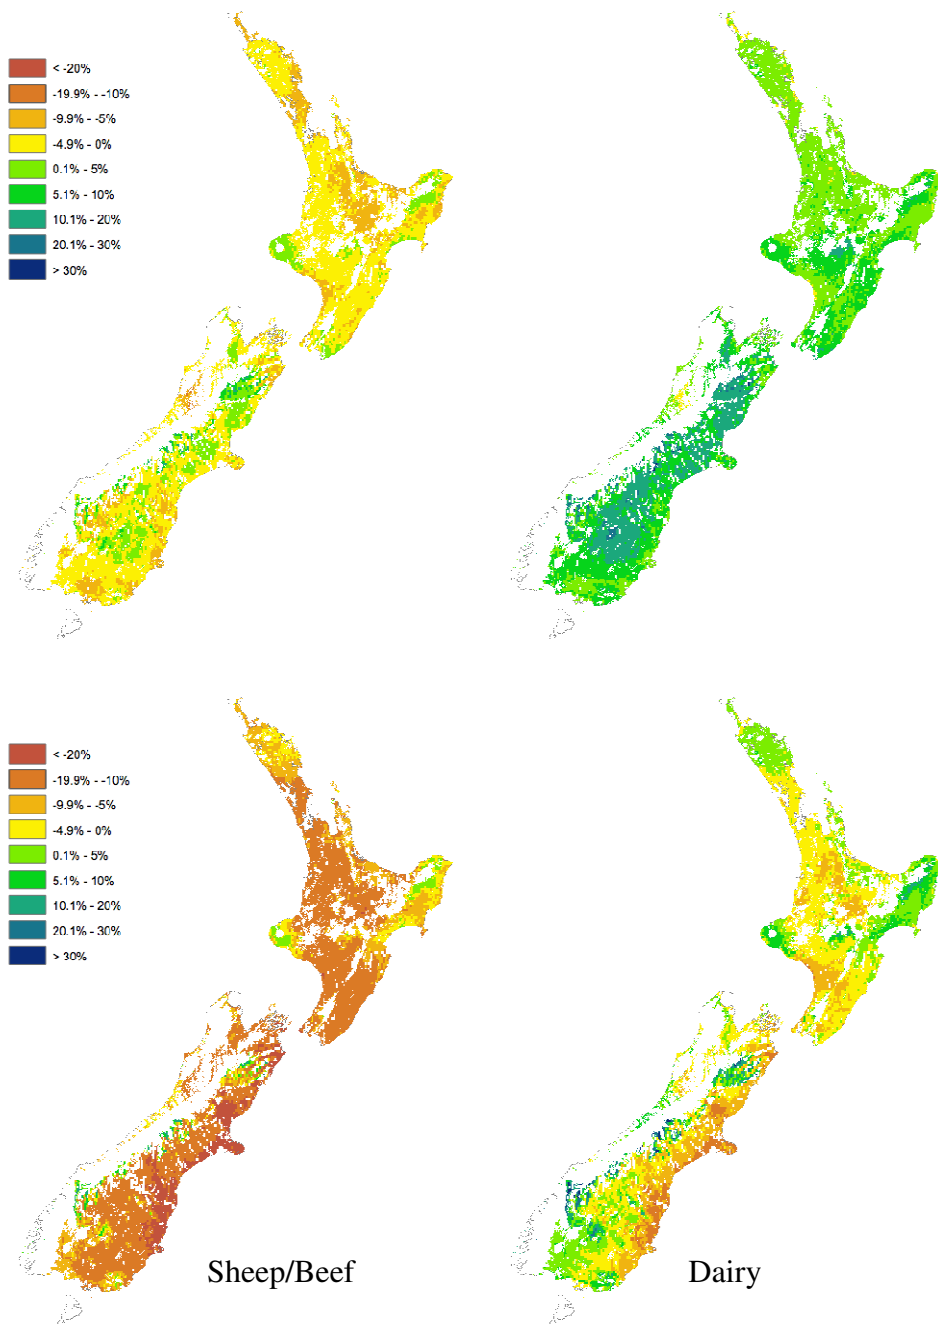 < -20%
-19.9% - -10%
-9.9% - -5%
-4.9% - 0%
0.1% - 5%
5.1% - 10%
10.1% - 20%
20.1% - 30%
> 30%
< -20%
-19.9% - -10%
-9.9% - -5%
-4.9% - 0%
0.1% - 5%
5.1% - 10%
10.1% - 20%
20.1% - 30%
> 30%
Sheep/Beef
Dairy